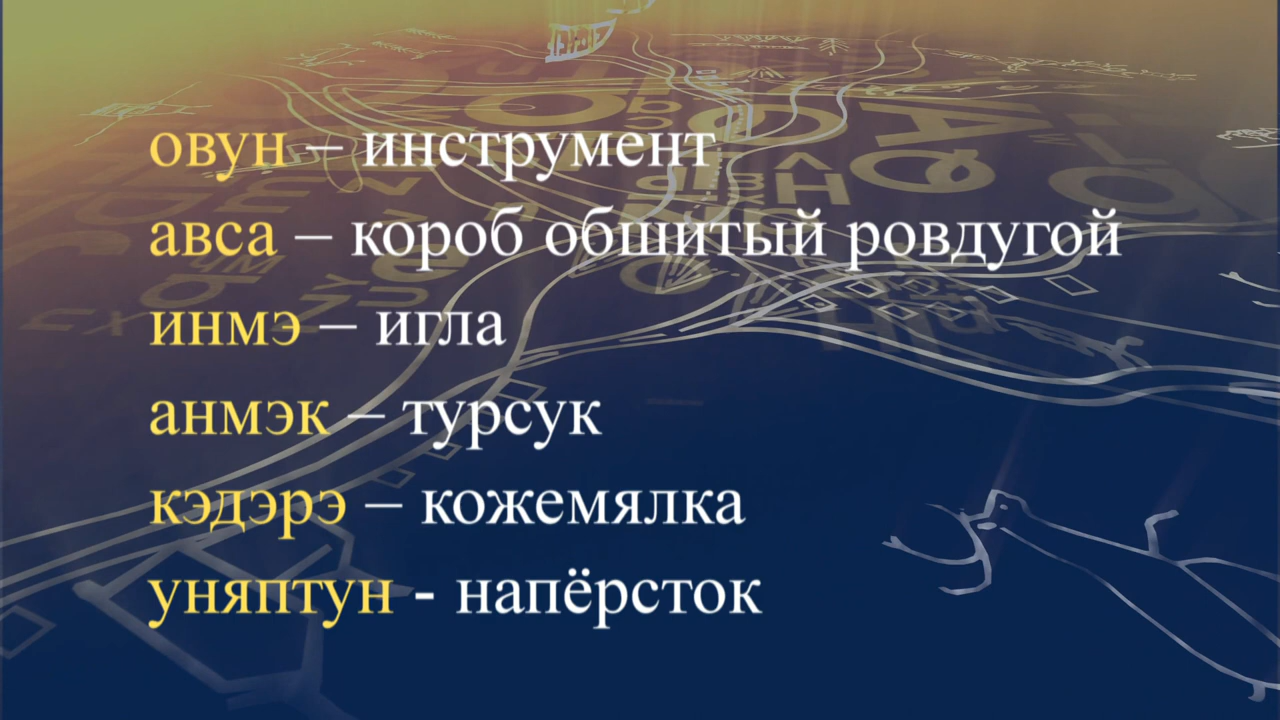 овун – инструмент
авса – короб обшитый ровдугой
инмэ – игла
анмэк – турсук
кэдэрэ – кожемялка
уняптун - напёрсток